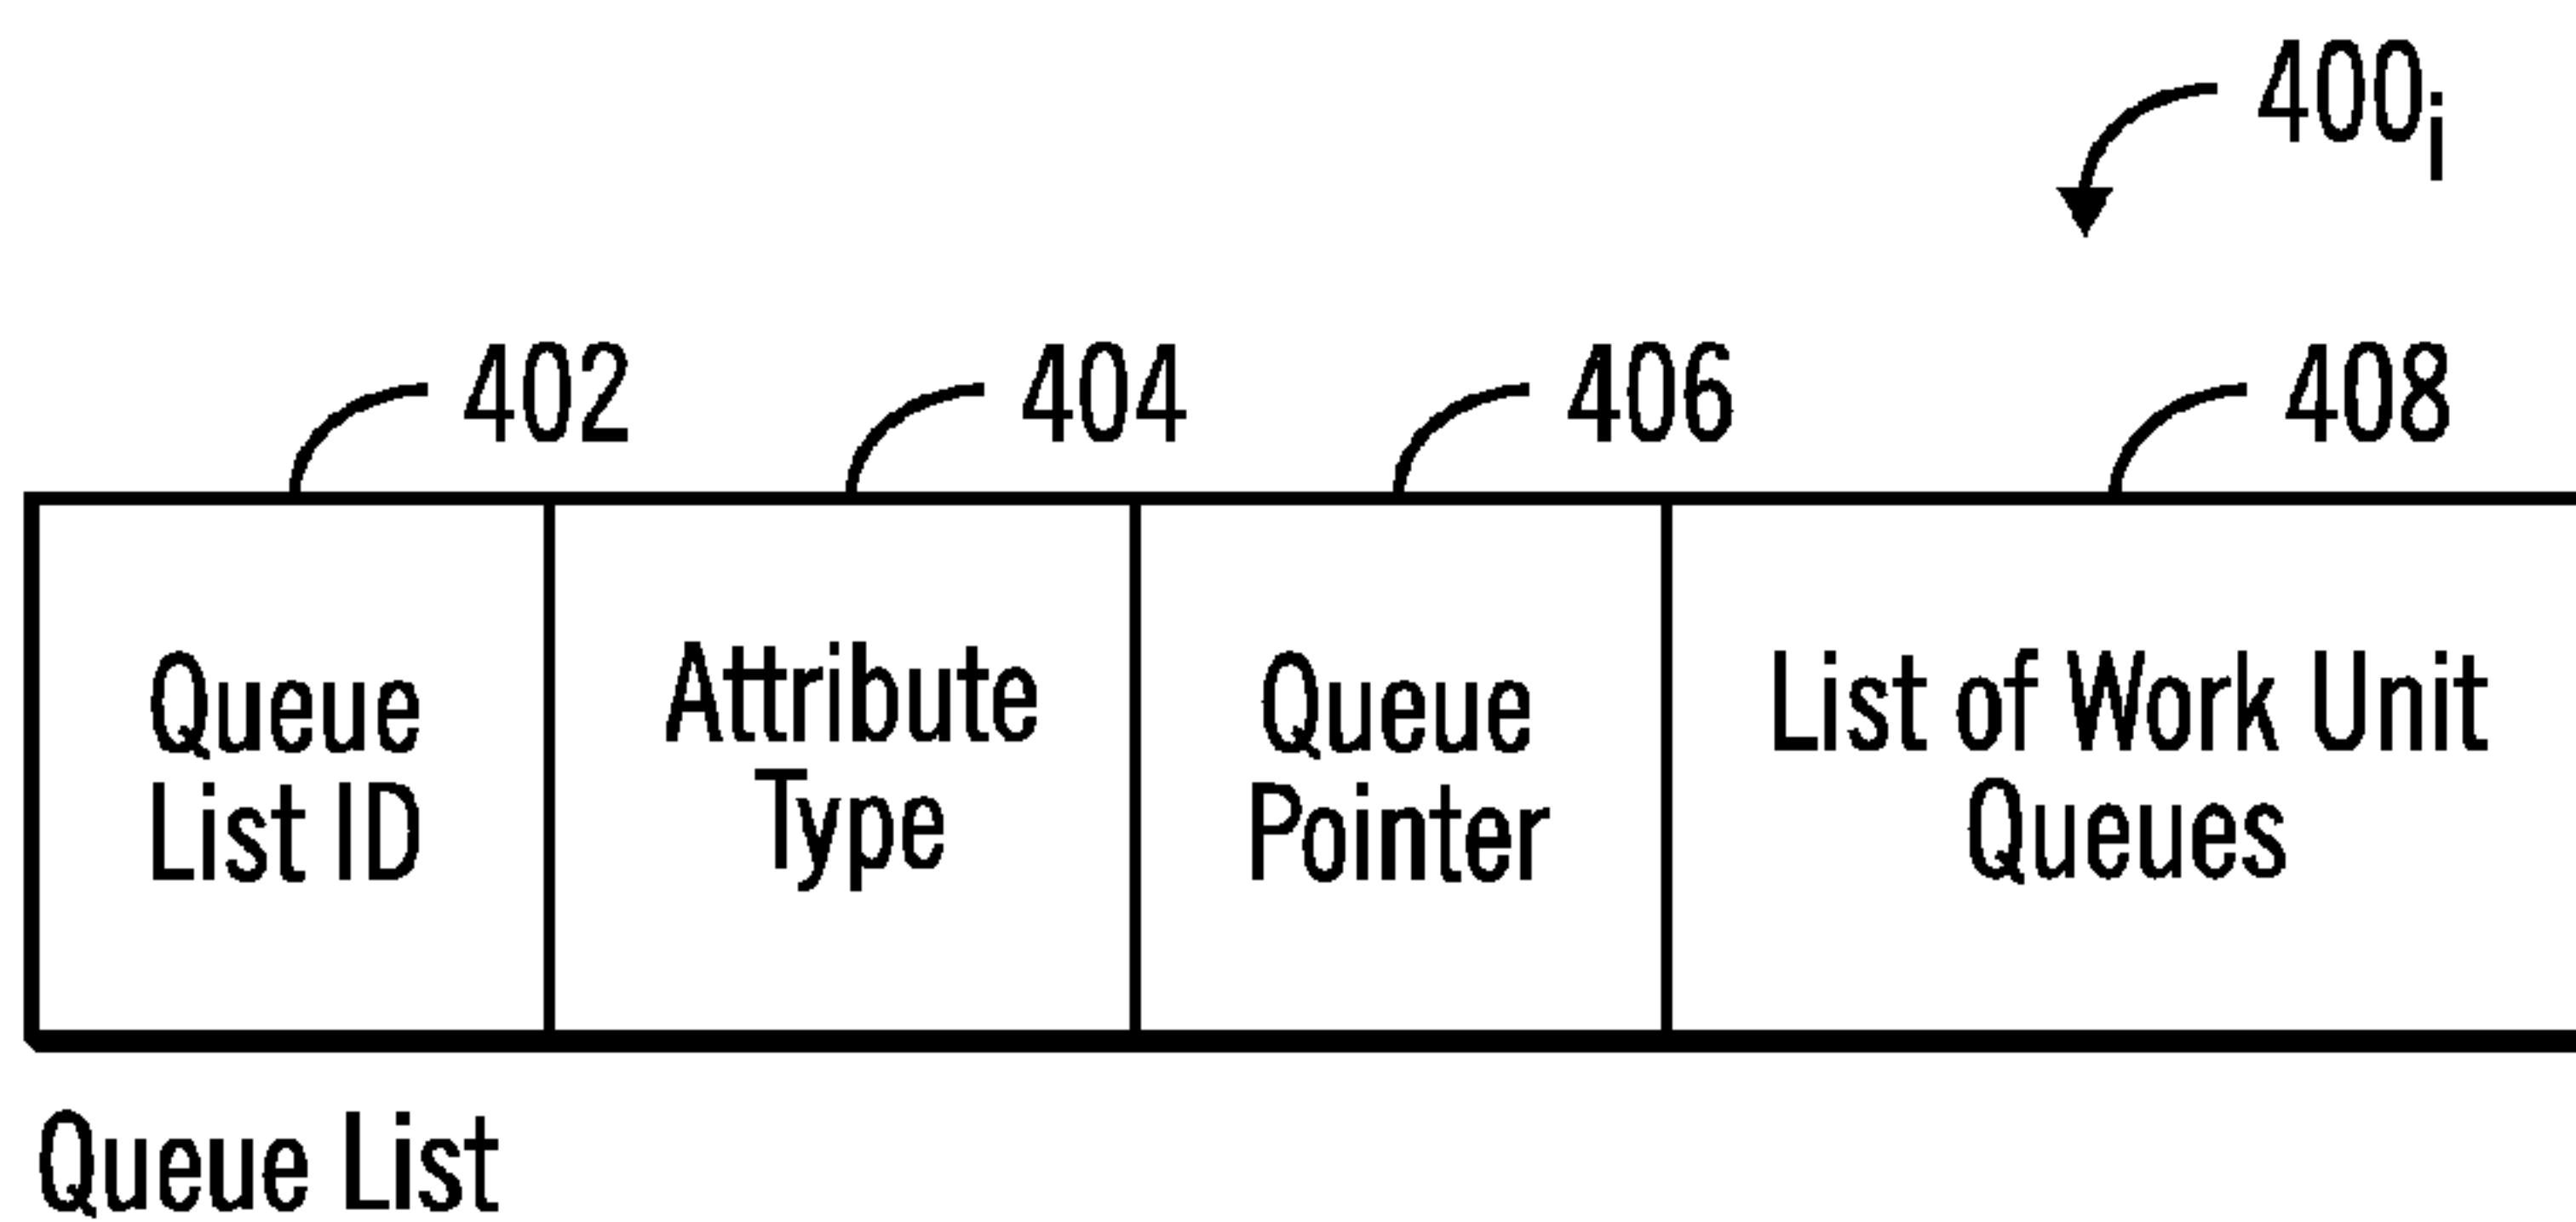 400i
402
404
406
408
Queue
List ID
Attribute
Type
Queue
Pointer
List of Work Unit
Queues
Queue List